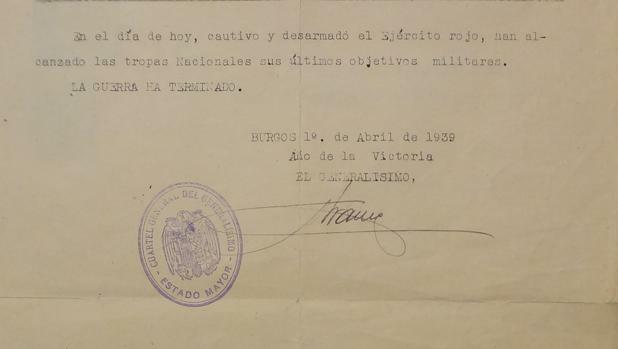 En el día de hoy, cautivo y desarmado el Ejército rojo, han al-
canzado las tropas Nacionales sus últimos objetivos militares.
LA GUERRA HA TERMINADO.
BURGOS 1º. de Abril de 1939
Año de la Victoria
EL GENERALISIMO,
Franco
CUARTEL GENERAL DEL GENERALISIMO
- ESTADO MAYOR -